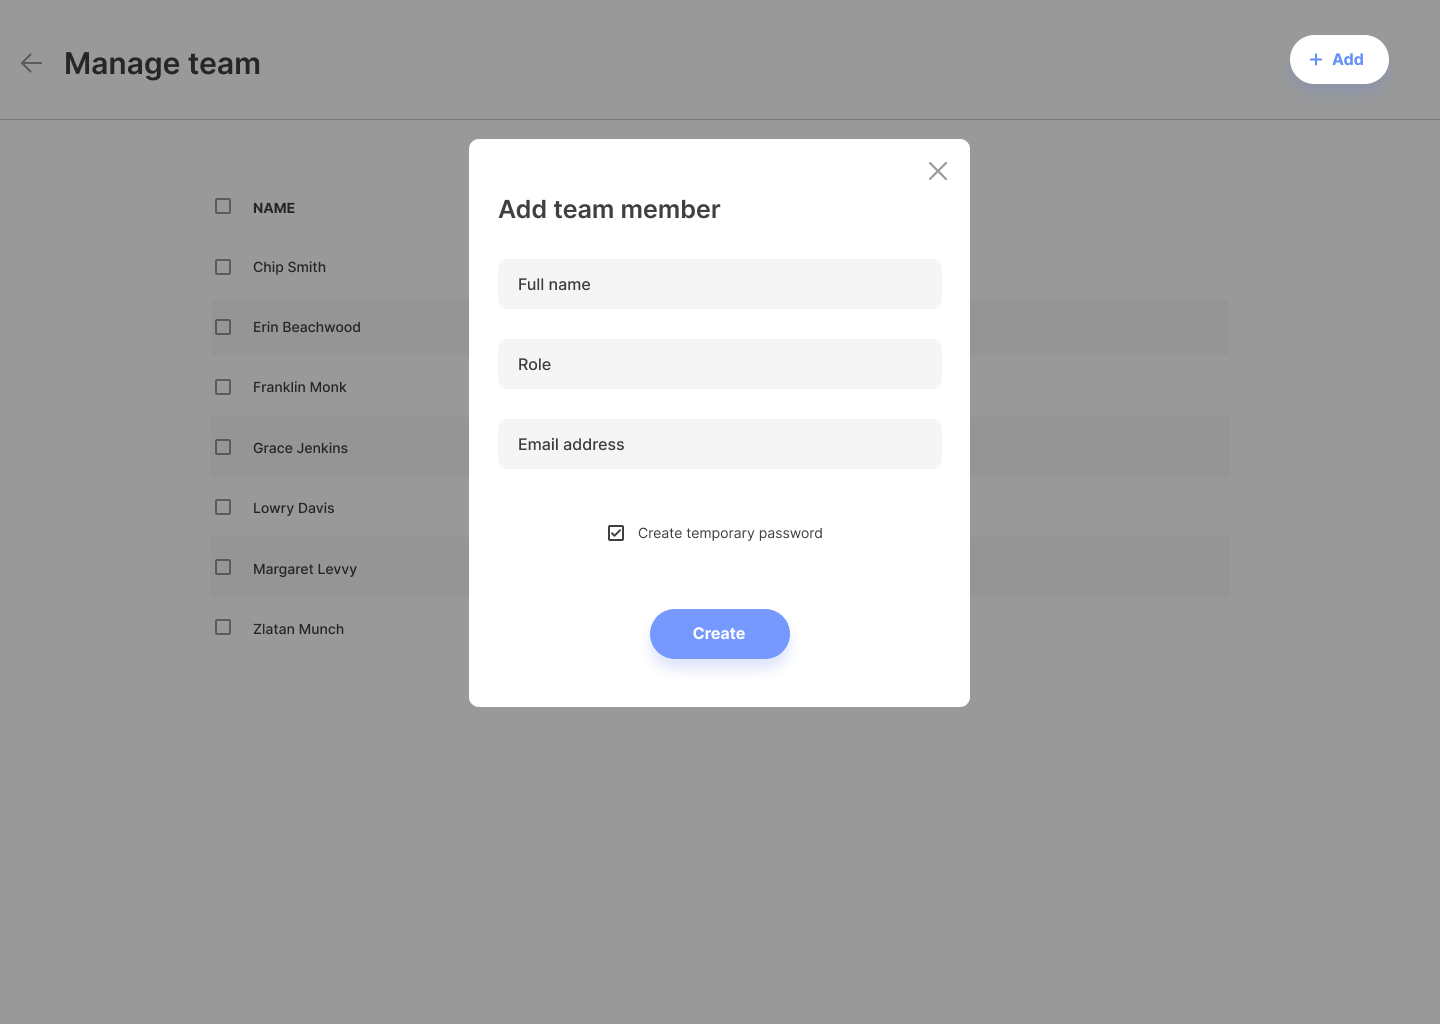 Manage team
+ Add
Add team member
NAME
Chip Smith
Full name
Erin Beachwood
Role
Franklin Monk
Grace Jenkins
Email address
Lowry Davis
Create temporary password
Margaret Levvy
Zlatan Munch
Create